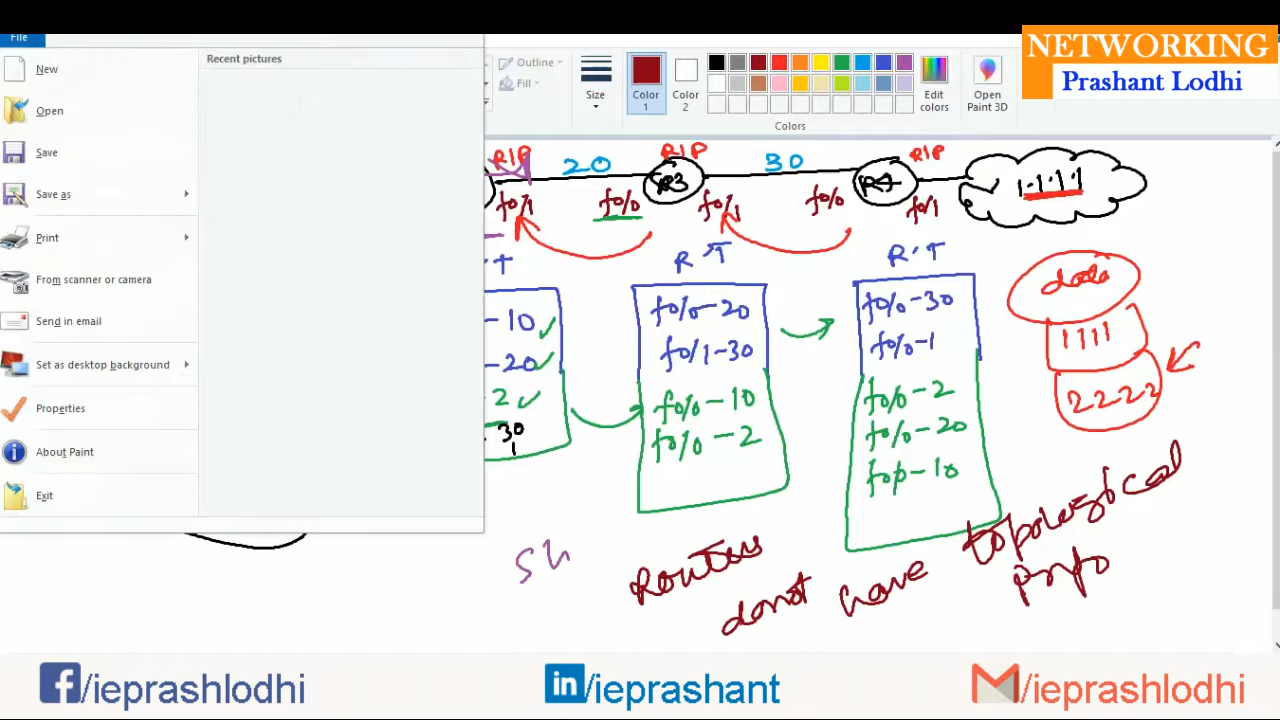 NETWORKING
Prashant Lodhi
File
Recent pictures
New
Open
Save
Save as
Print
From scanner or camera
Send in email
Set as desktop background
Properties
About Paint
Exit
Outline
Fill
Size
Color 1
Color 2
Edit colors
Open Paint 3D
Colors
RIP 20 RIP 30 RIP
R3 R4 1.1.1.1
f0/1 f0/0 f0/1 f0/0 f0/1
T R.T R.T
-10
-20
-2
30
1
f0/0-20
f0/1-30
f0/0-10
f0/0-2
f0/0-30
f0/0-1
f0/0-2
f0/0-20
f0/0-10
data
1111
2222
Sh
Routers donot have topological info
/ieprashlodhi
in/ieprashant
/ieprashlodhi